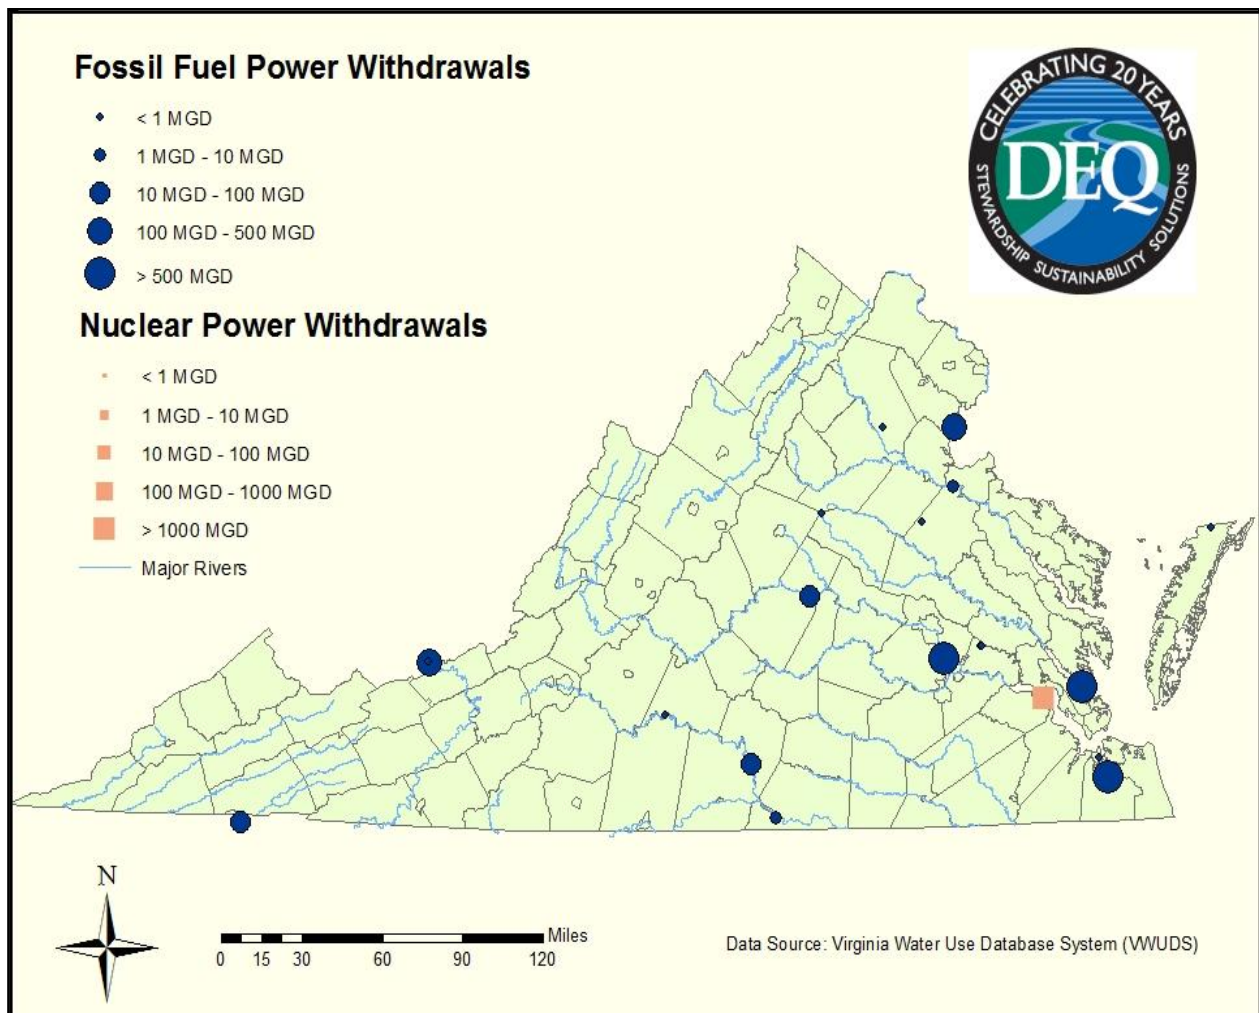 Fossil Fuel Power Withdrawals
< 1 MGD
1 MGD - 10 MGD
10 MGD - 100 MGD
100 MGD - 500 MGD
> 500 MGD
Nuclear Power Withdrawals
< 1 MGD
1 MGD - 10 MGD
10 MGD - 100 MGD
100 MGD - 1000 MGD
> 1000 MGD
Major Rivers
CELEBRATING 20 YEARS
DEQ
STEWARDSHIP SUSTAINABILITY SOLUTIONS
N
Miles
0 15 30 60 90 120
Data Source: Virginia Water Use Database System (VWUDS)